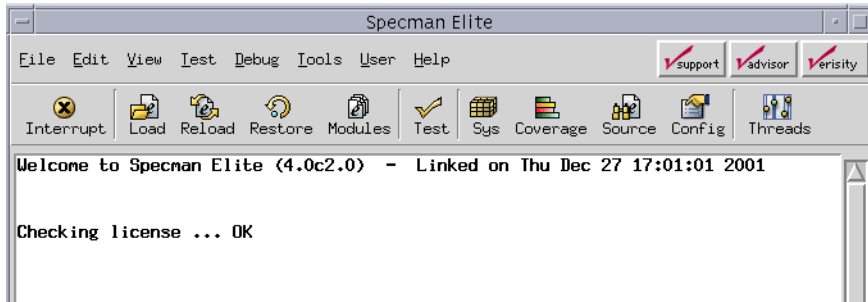 Specman Elite
File Edit View Test Debug Tools User Help support advisor verisity
Interrupt Load Reload Restore Modules Test Sys Coverage Source Config Threads
Welcome to Specman Elite (4.0c2.0) - Linked on Thu Dec 27 17:01:01 2001
Checking license ... OK